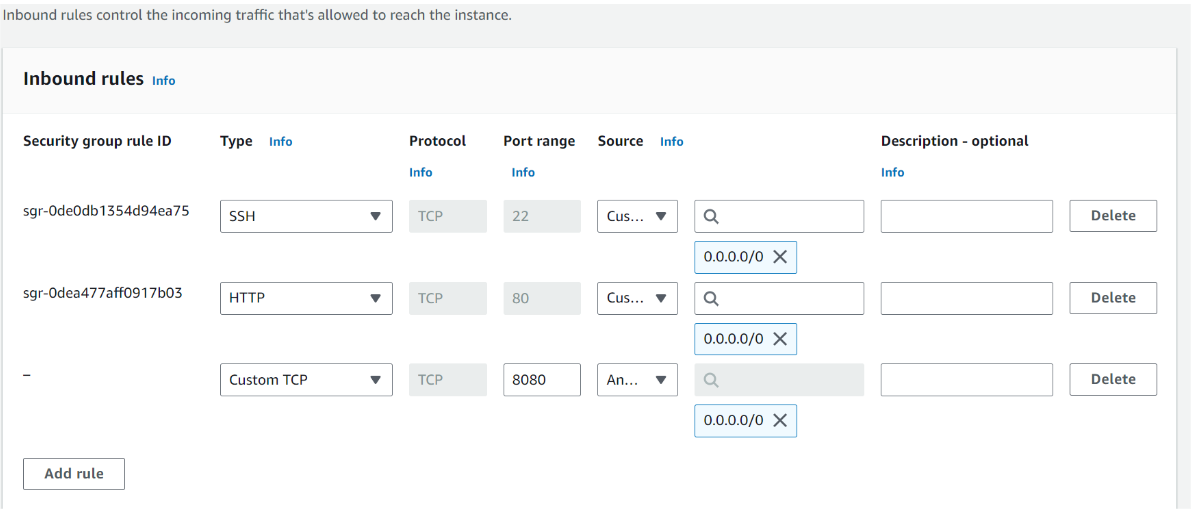 Inbound rules control the incoming traffic that's allowed to reach the instance.
Inbound rules Info
Security group rule ID Type Info Protocol Port range Source Info Description - optional
Info Info Info
sgr-0de0db1354d94ea75 SSH TCP 22 Cus... Delete
0.0.0.0/0
sgr-0dea477aff0917b03 HTTP TCP 80 Cus... Delete
0.0.0.0/0
– Custom TCP TCP 8080 An... Delete
0.0.0.0/0
Add rule